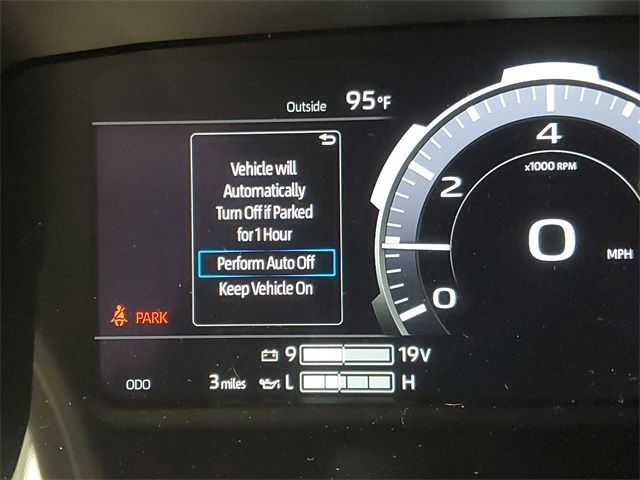 Outside 95°F
Vehicle will
Automatically
Turn Off if Parked
for 1 Hour
Perform Auto Off
Keep Vehicle On
PARK
4
x1000 RPM
2
0
0 MPH
9 19V
ODO 3 miles L H